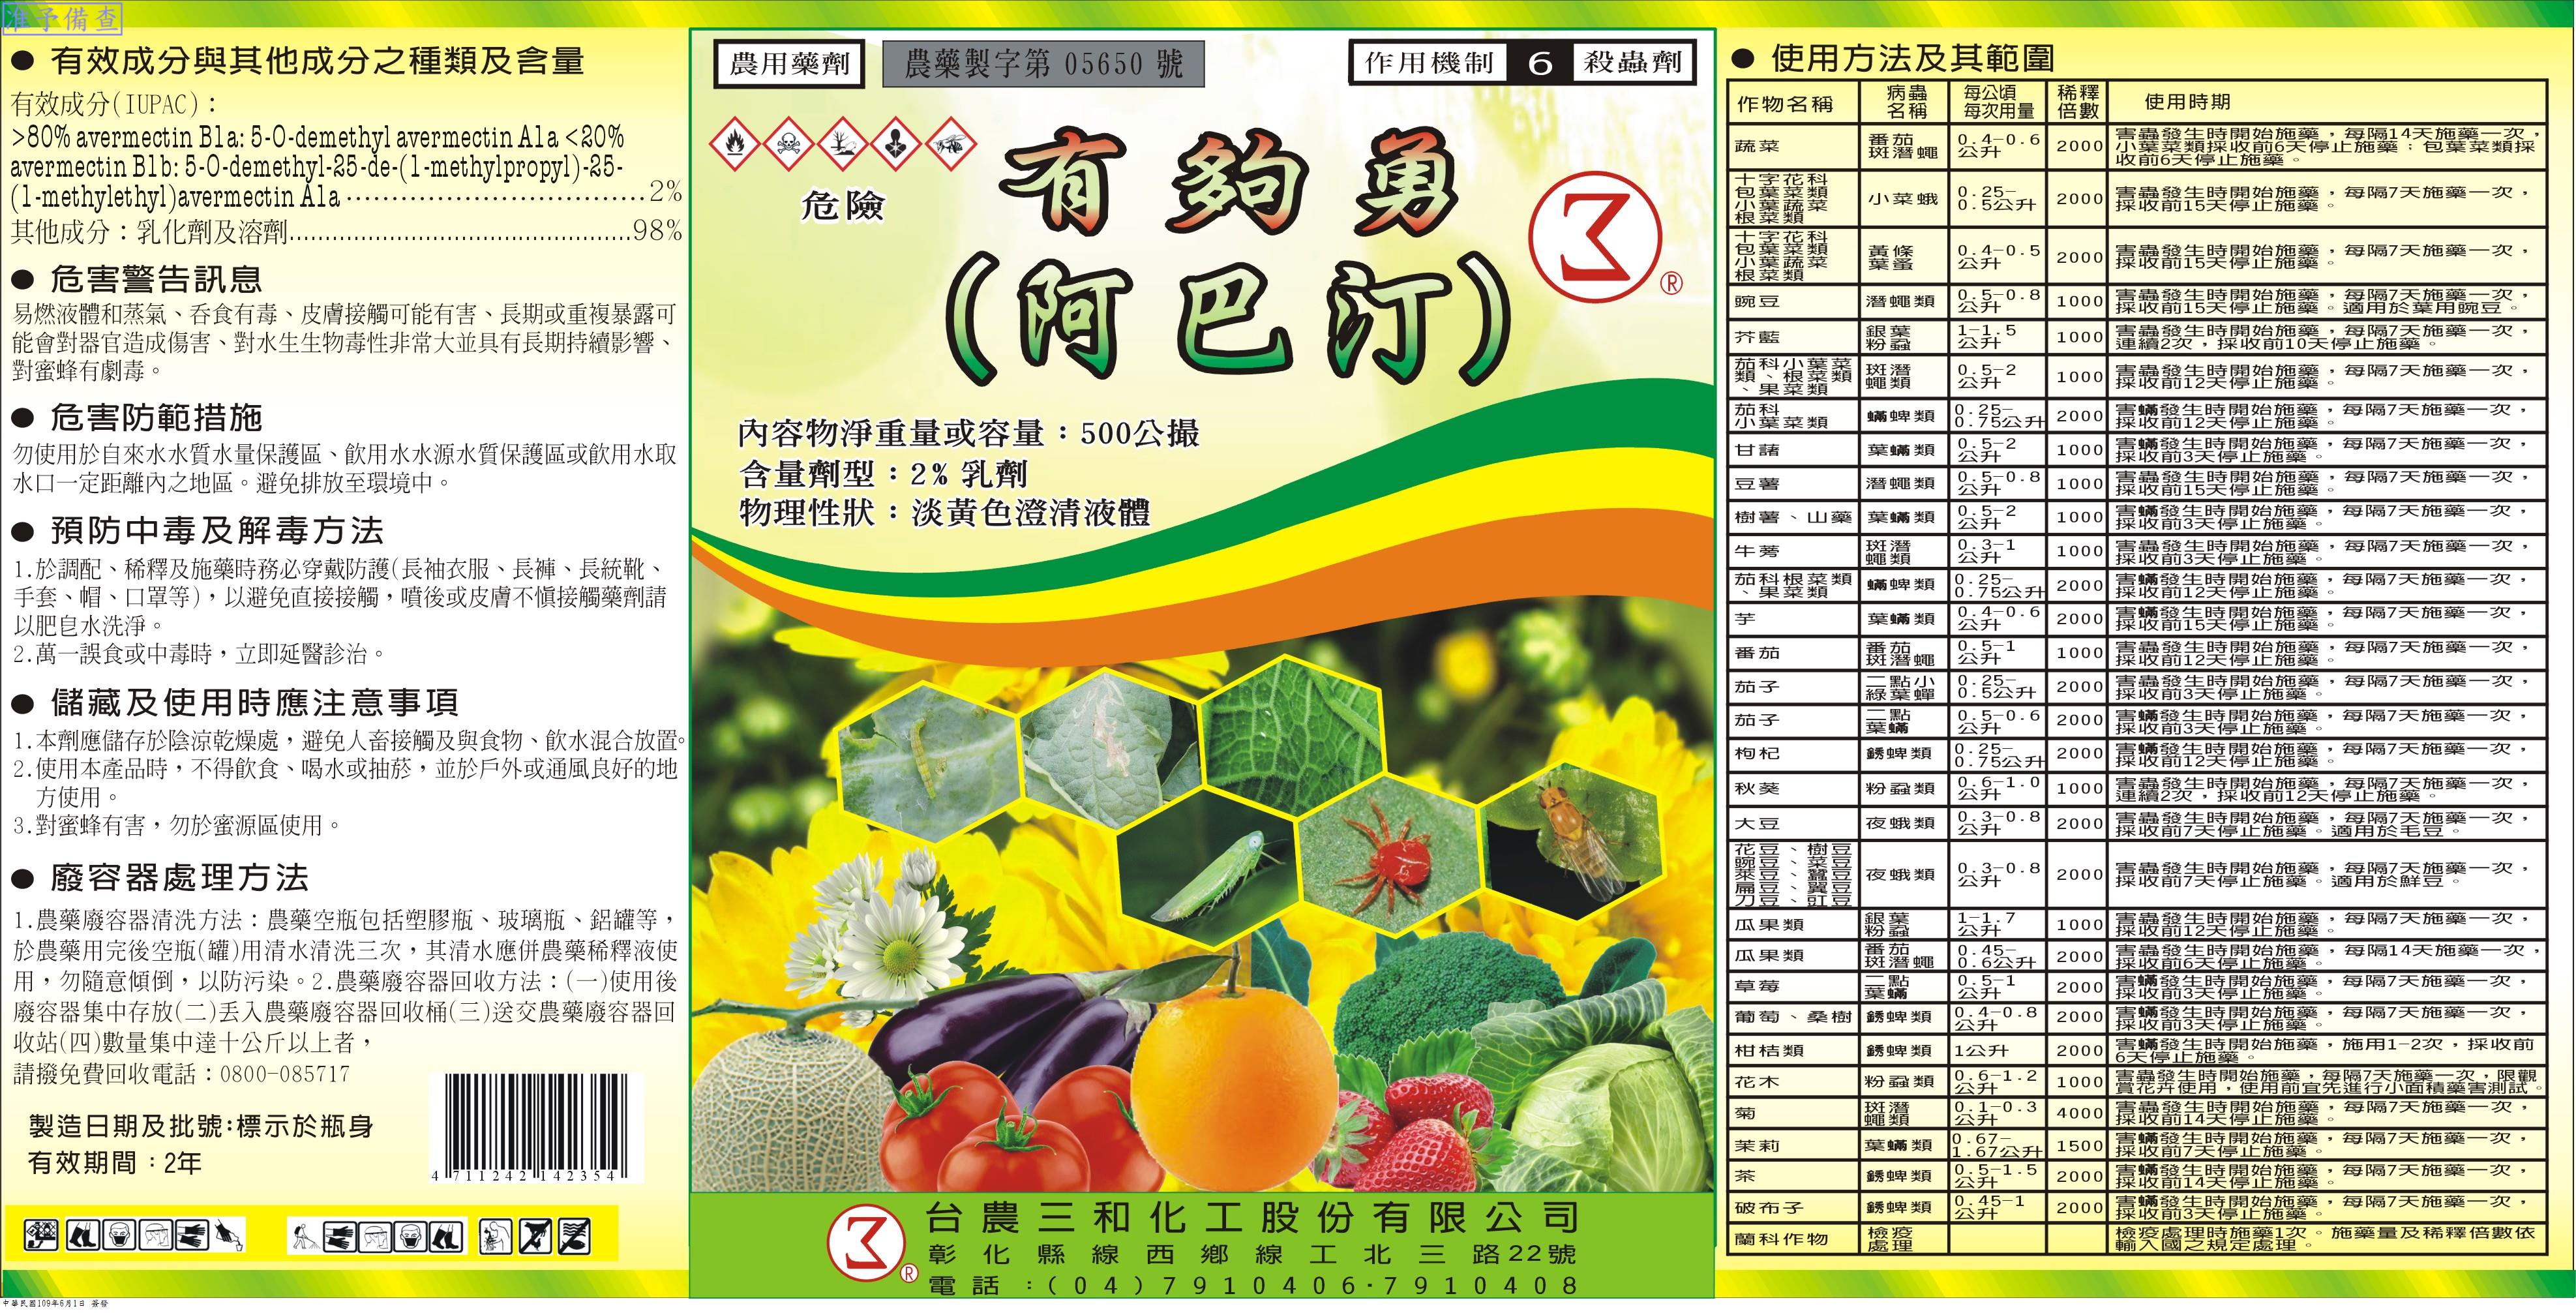 准予備查
● 有效成分與其他成分之種類及含量
有效成分(IUPAC)：
>80% avermectin B1a: 5-O-demethyl avermectin A1a <20%
avermectin B1b: 5-O-demethyl-25-de-(1-methylpropyl)-25-
(1-methylethyl)avermectin A1a ……………………………2%
其他成分：乳化劑及溶劑................................................98%
● 危害警告訊息
易燃液體和蒸氣、吞食有毒、皮膚接觸可能有害、長期或重複暴露可
能會對器官造成傷害、對水生生物毒性非常大並具有長期持續影響、
對蜜蜂有劇毒。
● 危害防範措施
勿使用於自來水水質水量保護區、飲用水水源水質保護區或飲用水取
水口一定距離內之地區。避免排放至環境中。
● 預防中毒及解毒方法
1.於調配、稀釋及施藥時務必穿戴防護(長袖衣服、長褲、長統靴、
手套、帽、口罩等)，以避免直接接觸，噴後或皮膚不慎接觸藥劑請
以肥皂水洗淨。
2.萬一誤食或中毒時，立即延醫診治。
● 儲藏及使用時應注意事項
1.本劑應儲存於陰涼乾燥處，避免人畜接觸及與食物、飲水混合放置。
2.使用本產品時，不得飲食、喝水或抽菸，並於戶外或通風良好的地
方使用。
3.對蜜蜂有害，勿於蜜源區使用。
● 廢容器處理方法
1.農藥廢容器清洗方法：農藥空瓶包括塑膠瓶、玻璃瓶、鋁罐等，
於農藥用完後空瓶(罐)用清水清洗三次，其清水應併農藥稀釋液使
用，勿隨意傾倒，以防污染。2.農藥廢容器回收方法：(一)使用後
廢容器集中存放(二)丟入農藥廢容器回收桶(三)送交農藥廢容器回
收站(四)數量集中達十公斤以上者，
請撥免費回收電話：0800-085717
製造日期及批號:標示於瓶身
有效期間：2年
4 711242 142354
中華民國109年6月1日 簽發
農用藥劑
農藥製字第 05650 號
作用機制 6 殺蟲劑
危險
有夠勇
(阿巴汀)
®
內容物淨重量或容量：500公撮
含量劑型：2% 乳劑
物理性狀：淡黃色澄清液體
®
台農三和化工股份有限公司
彰化縣線西鄉線工北三路22號
電話：(04)7910406·7910408
● 使用方法及其範圍
作物名稱 病蟲名稱 每公頃每次用量 稀釋倍數 使用時期
蔬菜 番茄斑潛蠅 0.4-0.6公升 2000 害蟲發生時開始施藥，每隔14天施藥一次，小葉菜類採收前6天停止施藥；包葉菜類採收前6天停止施藥。
十字花科包葉菜類小葉蔬菜根菜類 小菜蛾 0.25-0.5公升 2000 害蟲發生時開始施藥，每隔7天施藥一次，採收前15天停止施藥。
十字花科包葉菜類小葉蔬菜根菜類 黃條葉蚤 0.4-0.5公升 2000 害蟲發生時開始施藥，每隔7天施藥一次，採收前15天停止施藥。
豌豆 潛蠅類 0.5-0.8公升 1000 害蟲發生時開始施藥，每隔7天施藥一次，採收前15天停止施藥。適用於葉用豌豆。
芥藍 銀葉粉蝨 1-1.5公升 1000 害蟲發生時開始施藥，每隔7天施藥一次，連續2次，採收前10天停止施藥。
茄科小葉菜類、根菜類、果菜類 斑潛蠅類 0.5-2公升 1000 害蟲發生時開始施藥，每隔7天施藥一次，採收前12天停止施藥。
茄科小葉菜類 蟎蜱類 0.25-0.75公升 2000 害蟎發生時開始施藥，每隔7天施藥一次，採收前12天停止施藥。
甘藷 葉蟎類 0.5-2公升 1000 害蟎發生時開始施藥，每隔7天施藥一次，採收前3天停止施藥。
豆薯 潛蠅類 0.5-0.8公升 1000 害蟲發生時開始施藥，每隔7天施藥一次，採收前15天停止施藥。
樹薯、山藥 葉蟎類 0.5-2公升 1000 害蟎發生時開始施藥，每隔7天施藥一次，採收前3天停止施藥。
牛蒡 斑潛蠅類 0.3-1公升 1000 害蟲發生時開始施藥，每隔7天施藥一次，採收前3天停止施藥。
茄科根菜類、果菜類 蟎蜱類 0.25-0.75公升 2000 害蟎發生時開始施藥，每隔7天施藥一次，採收前12天停止施藥。
芋 葉蟎類 0.4-0.6公升 2000 害蟎發生時開始施藥，每隔7天施藥一次，採收前15天停止施藥。
番茄 番茄斑潛蠅 0.5-1公升 1000 害蟲發生時開始施藥，每隔7天施藥一次，採收前12天停止施藥。
茄子 二點小綠葉蟬 0.25-0.5公升 2000 害蟲發生時開始施藥，每隔7天施藥一次，採收前3天停止施藥。
茄子 二點葉蟎 0.5-0.6公升 2000 害蟎發生時開始施藥，每隔7天施藥一次，採收前3天停止施藥。
枸杞 銹蜱類 0.25-0.75公升 2000 害蟎發生時開始施藥，每隔7天施藥一次，採收前12天停止施藥。
秋葵 粉蝨類 0.6-1.0公升 1000 害蟲發生時開始施藥，每隔7天施藥一次，連續2次，採收前12天停止施藥。
大豆 夜蛾類 0.3-0.8公升 2000 害蟲發生時開始施藥，每隔7天施藥一次，採收前7天停止施藥。適用於毛豆。
花豆、樹豆豌豆、菜豆萊豆、蠶豆扁豆、翼豆刀豆、豇豆 夜蛾類 0.3-0.8公升 2000 害蟲發生時開始施藥，每隔7天施藥一次，採收前7天停止施藥。適用於鮮豆。
瓜果類 銀葉粉蝨 1-1.7公升 1000 害蟲發生時開始施藥，每隔7天施藥一次，採收前12天停止施藥。
瓜果類 番茄斑潛蠅 0.45-0.6公升 2000 害蟲發生時開始施藥，每隔14天施藥一次，採收前6天停止施藥。
草莓 二點葉蟎 0.5-1公升 2000 害蟎發生時開始施藥，每隔7天施藥一次，採收前3天停止施藥。
葡萄、桑樹 銹蜱類 0.4-0.8公升 2000 害蟎發生時開始施藥，每隔7天施藥一次，採收前3天停止施藥。
柑桔類 銹蜱類 1公升 2000 害蟎發生時開始施藥，施用1-2次，採收前6天停止施藥。
花木 粉蝨類 0.6-1.2公升 1000 害蟲發生時開始施藥，每隔7天施藥一次，限觀賞花卉使用，使用前宜先進行小面積藥害測試。
菊 斑潛蠅類 0.1-0.3公升 4000 害蟲發生時開始施藥，每隔7天施藥一次，採收前14天停止施藥。
茉莉 葉蟎類 0.67-1.67公升 1500 害蟎發生時開始施藥，每隔7天施藥一次，採收前7天停止施藥。
茶 銹蜱類 0.5-1.5公升 2000 害蟎發生時開始施藥，每隔7天施藥一次，採收前14天停止施藥。
破布子 銹蜱類 0.45-1公升 2000 害蟎發生時開始施藥，每隔7天施藥一次，採收前3天停止施藥。
蘭科作物 檢疫處理 檢疫處理時施藥1次。施藥量及稀釋倍數依輸入國之規定處理。